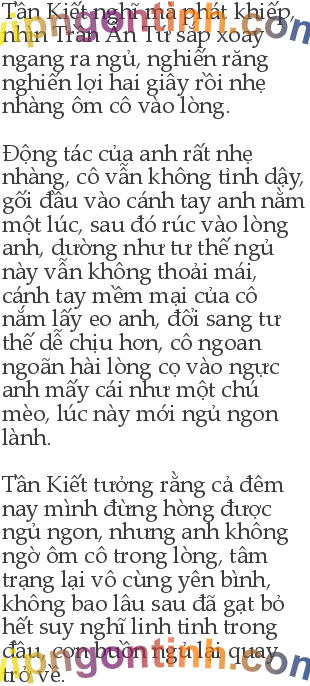 Tần Kiết nghĩ mà phát khiếp,
nhìn Trần Ân Tứ sắp xoay
ngang ra ngủ, nghiến răng
nghiến lợi hai giây rồi nhẹ
nhàng ôm cô vào lòng.
Động tác của anh rất nhẹ
nhàng, cô vẫn không tỉnh dậy,
gối đầu vào cánh tay anh nằm
một lúc, sau đó rúc vào lòng
anh, dường như tư thế ngủ
này vẫn không thoải mái,
cánh tay mềm mại của cô
nắm lấy eo anh, đổi sang tư
thế dễ chịu hơn, cô ngoan
ngoãn hài lòng cọ vào ngực
anh mấy cái như một chú
mèo, lúc này mới ngủ ngon
lành.
Tần Kiết tưởng rằng cả đêm
nay mình đừng hòng được
ngủ ngon, nhưng anh không
ngờ ôm cô trong lòng, tâm
trạng lại vô cùng yên bình,
không bao lâu sau đã gạt bỏ
hết suy nghĩ linh tinh trong
đầu, cơn buồn ngủ lại quay
trở về.